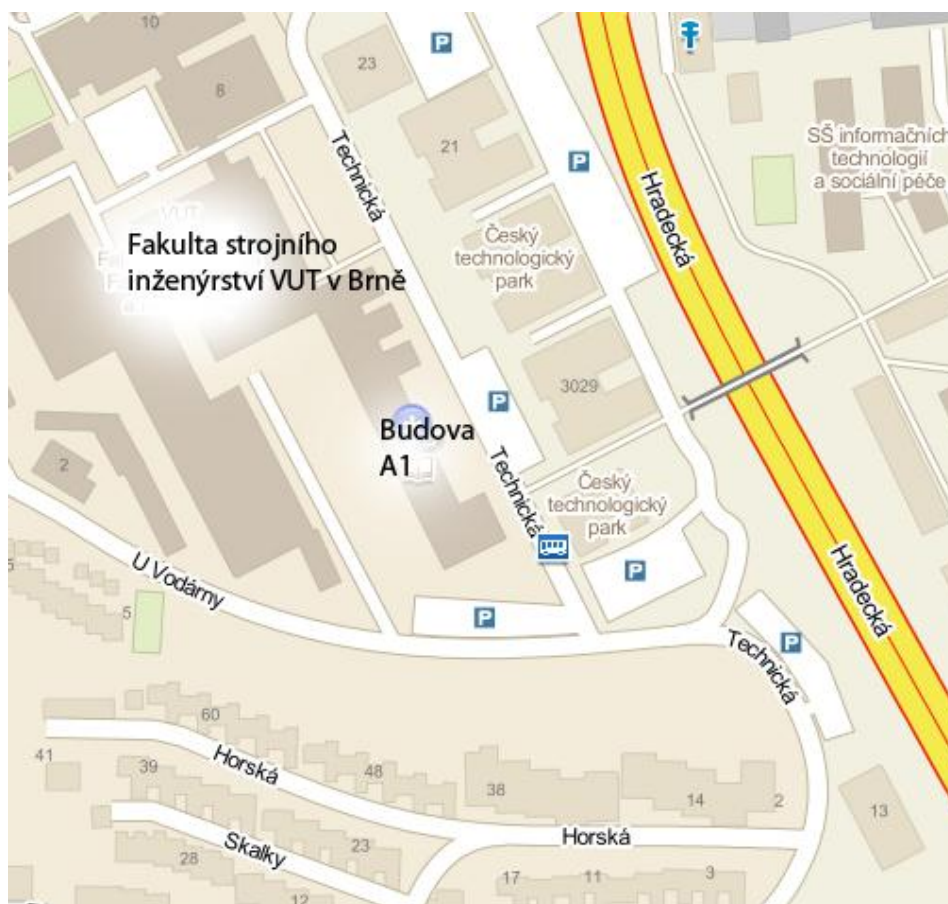 10
8
23
P
Technická
21
P
SŠ informačních
technologií
a sociální péče
Hradecká
VUT
Fakulta strojního
inženýrství VUT v Brně
Český
technologický
park
3029
P
Budova
A1
2
Technická
Český
technologický
park
P
Hradecká
U Vodárny
5
P
P
Technická
60
41
Horská
39
48
38
14
2
13
Skalky
23
Horská
28
12
17
11
3